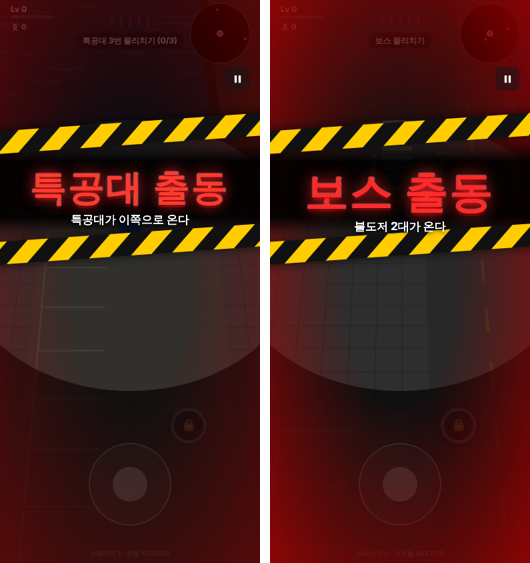 Lv 0
0
특공대 3번 물리치기 (0/3)
특공대 출동
특공대가 이쪽으로 온다
Lv 0
0
보스 물리치기
보스 출동
불도저 2대가 온다